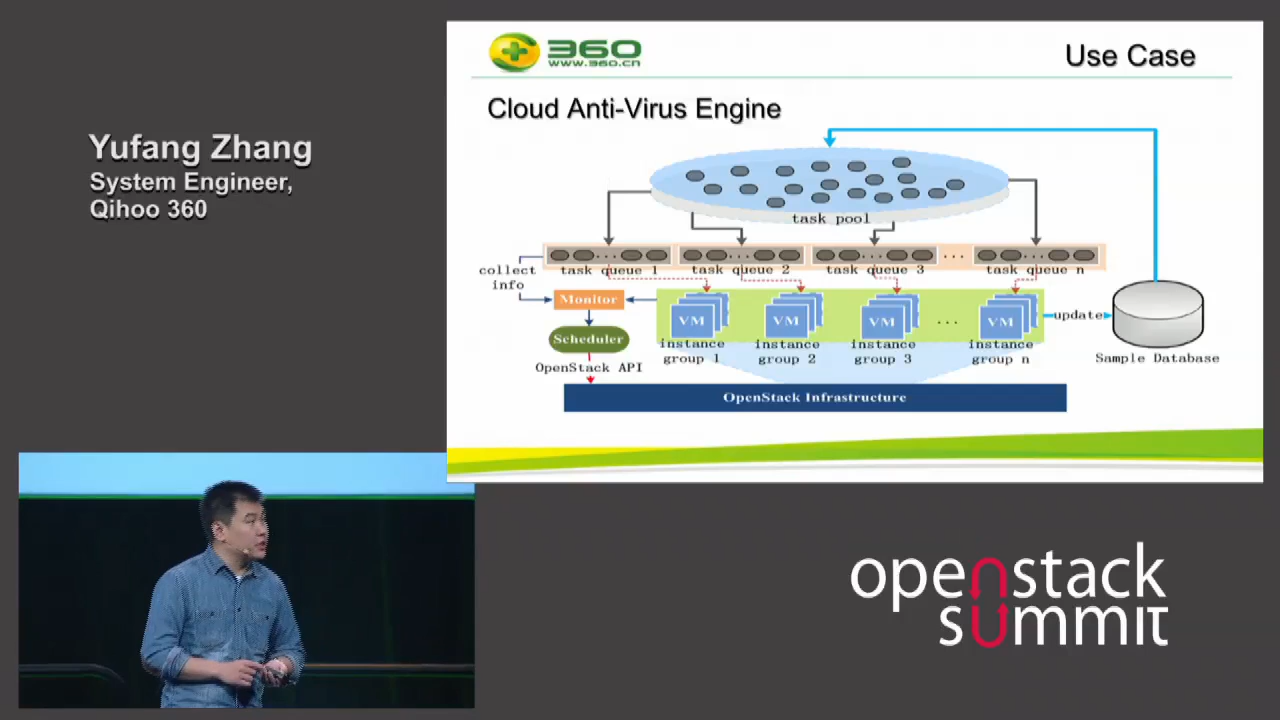 Yufang Zhang
System Engineer,
Qihoo 360
360
www.360.cn
Use Case
Cloud Anti-Virus Engine
task pool
task queue 1
task queue 2
task queue 3
...
task queue n
collect
info
Monitor
Scheduler
OpenStack API
VM
instance
group 1
VM
instance
group 2
VM
instance
group 3
...
VM
instance
group n
update
Sample Database
OpenStack Infrastructure
openstack
summit